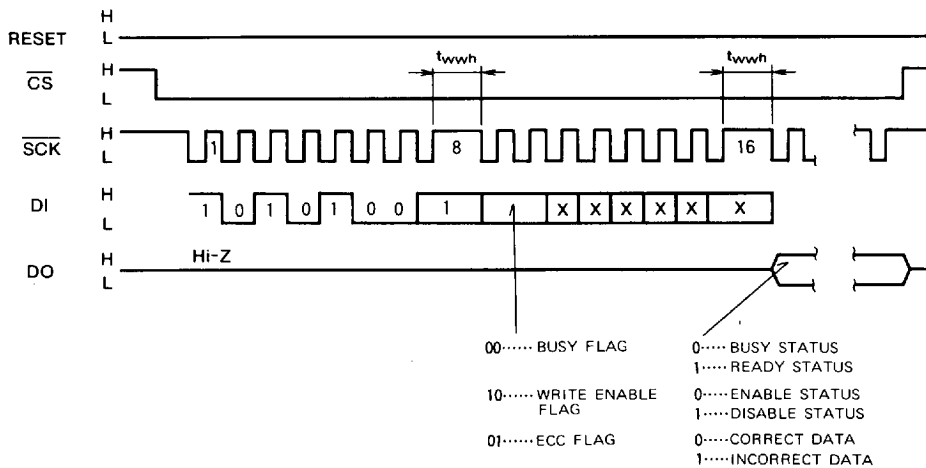 H
RESET L
twwh twwh
H
CS
L
H
SCK 1 8 16
L
H
DI 1 0 1 0 1 0 0 1 X X X X X X
L
H Hi-Z
DO
L
00····· BUSY FLAG 0····· BUSY STATUS
1····· READY STATUS
10······ WRITE ENABLE 0····· ENABLE STATUS
FLAG 1····· DISABLE STATUS
01······ ECC FLAG 0····· CORRECT DATA
1····· INCORRECT DATA